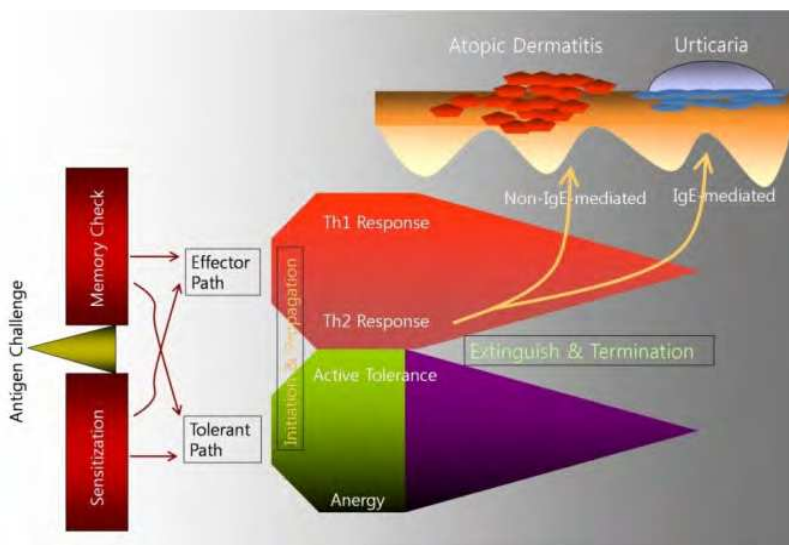 Atopic Dermatitis
Urticaria
Non-IgE-mediated
IgE-mediated
Antigen Challenge
Memory Check
Sensitization
Effector
Path
Tolerant
Path
Initiation & Propagation
Th1 Response
Th2 Response
Active Tolerance
Anergy
Extinguish & Termination